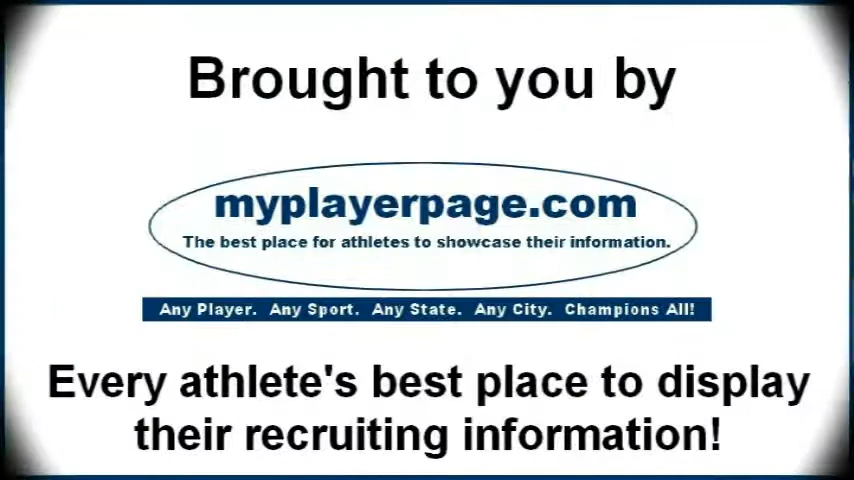 Brought to you by
myplayerpage.com
The best place for athletes to showcase their information.
Any Player. Any Sport. Any State. Any City. Champions All!
Every athlete's best place to display
their recruiting information!